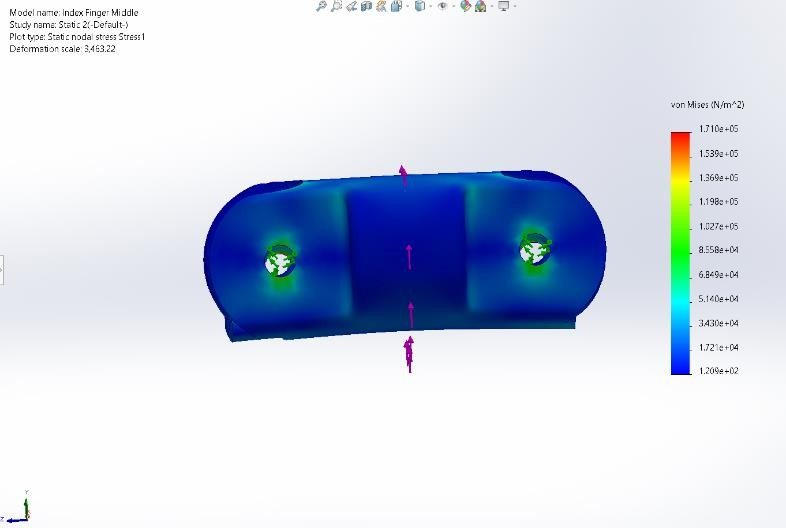 Model name: Index Finger Middle
Study name: Static 2(-Default-)
Plot type: Static nodal stress Stress1
Deformation scale: 3,463.22
von Mises (N/m^2)
1.710e+05
1.539e+05
1.369e+05
1.198e+05
1.027e+05
8.558e+04
6.849e+04
5.140e+04
3.430e+04
1.721e+04
1.209e+02
Y
Z